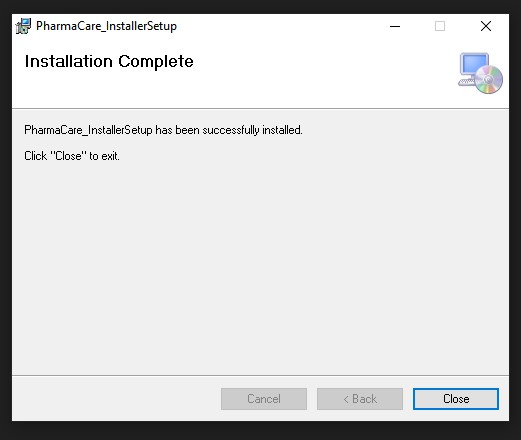 PharmaCare_InstallerSetup
Installation Complete
PharmaCare_InstallerSetup has been successfully installed.
Click "Close" to exit.
Cancel
< Back
Close